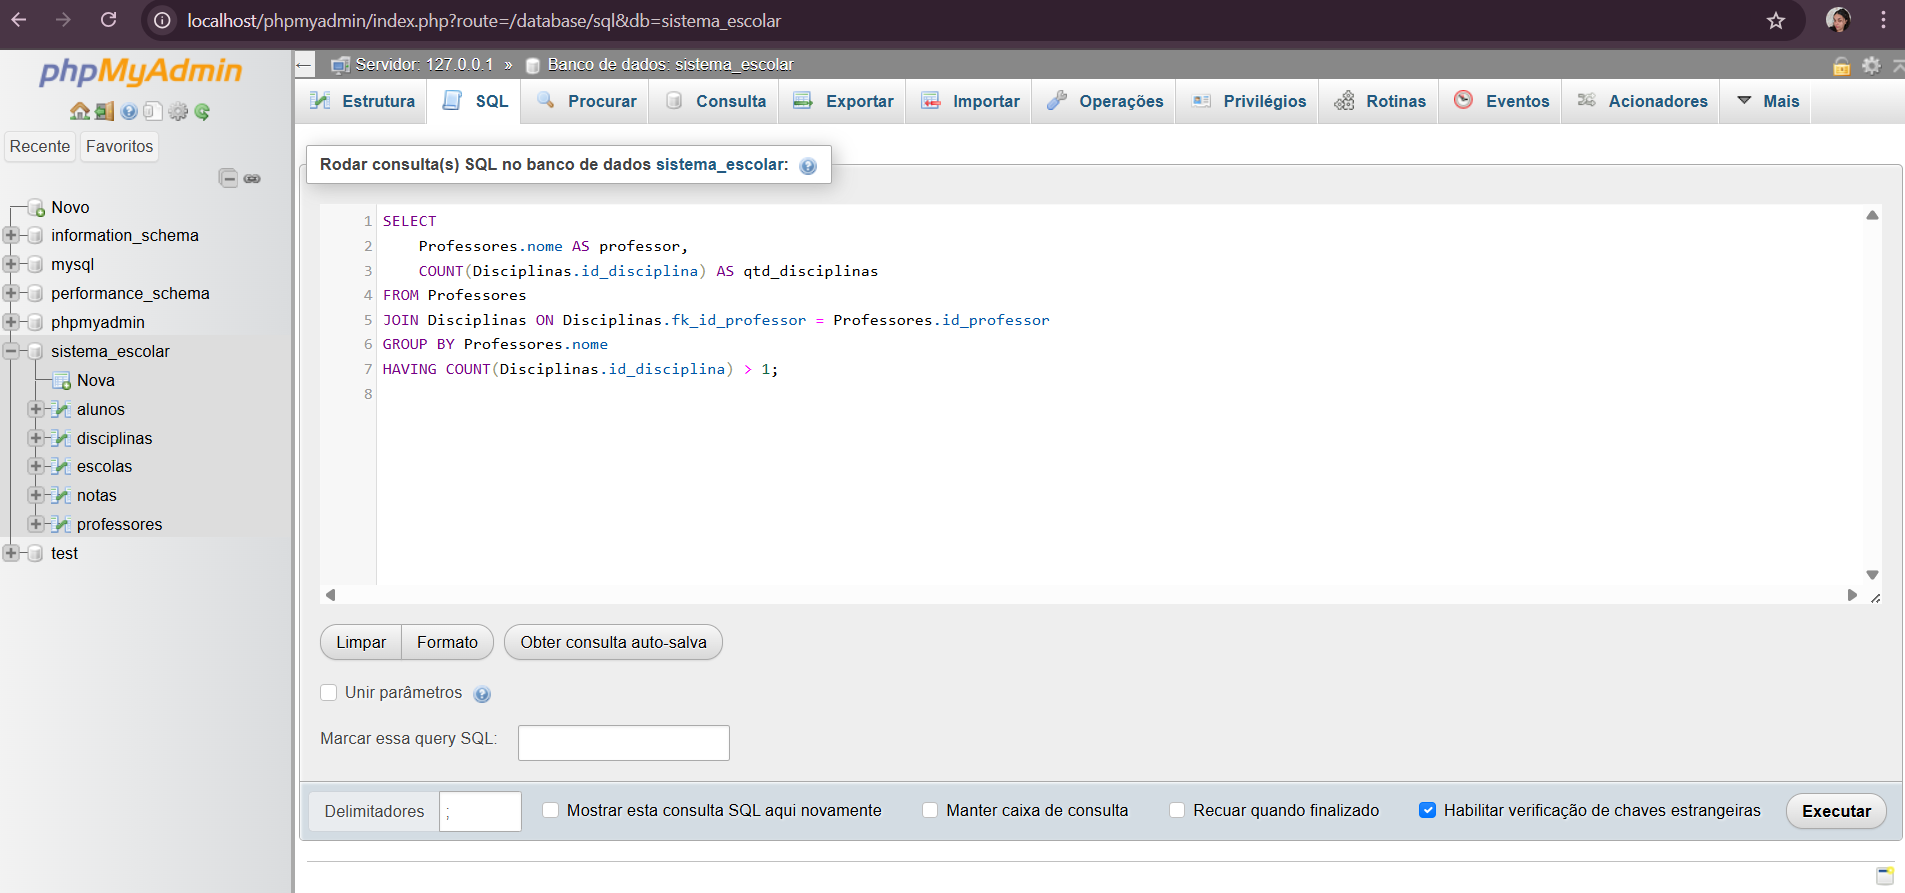 localhost/phpmyadmin/index.php?route=/database/sql&db=sistema_escolar
phpMyAdmin
Recente Favoritos
Novo
information_schema
mysql
performance_schema
phpmyadmin
sistema_escolar
Nova
alunos
disciplinas
escolas
notas
professores
test
Servidor: 127.0.0.1 » Banco de dados: sistema_escolar
Estrutura SQL Procurar Consulta Exportar Importar Operações Privilégios Rotinas Eventos Acionadores Mais
Rodar consulta(s) SQL no banco de dados sistema_escolar:
1 SELECT
2     Professores.nome AS professor,
3     COUNT(Disciplinas.id_disciplina) AS qtd_disciplinas
4 FROM Professores
5 JOIN Disciplinas ON Disciplinas.fk_id_professor = Professores.id_professor
6 GROUP BY Professores.nome
7 HAVING COUNT(Disciplinas.id_disciplina) > 1;
8
Limpar Formato Obter consulta auto-salva
Unir parâmetros
Marcar essa query SQL:
Delimitadores ; Mostrar esta consulta SQL aqui novamente Manter caixa de consulta Recuar quando finalizado Habilitar verificação de chaves estrangeiras Executar